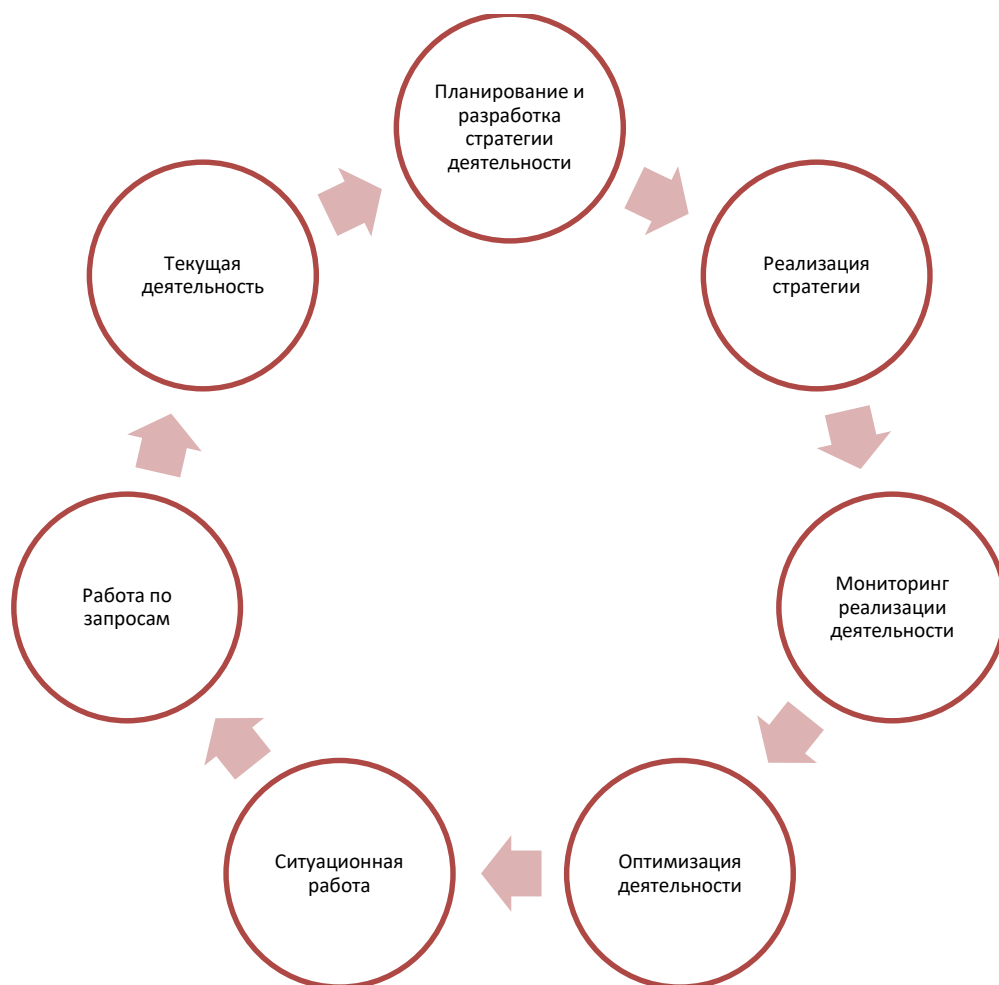 Планирование и
разработка
стратегии
деятельности
Реализация
стратегии
Мониторинг
реализации
деятельности
Оптимизация
деятельности
Ситуационная
работа
Работа по
запросам
Текущая
деятельность